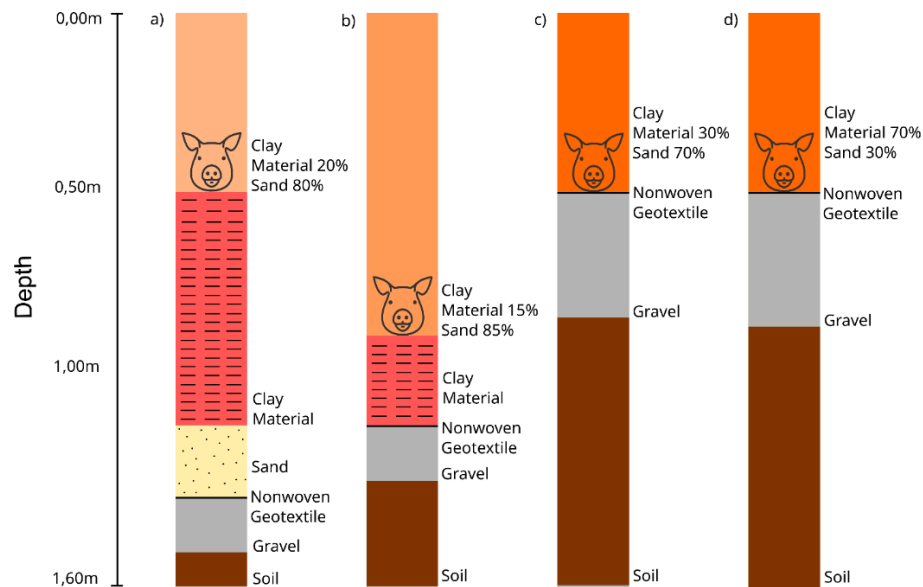 0,00m
0,50m
1,00m
1,60m
Depth
a)
Clay
Material 20%
Sand 80%
Clay
Material
Sand
Nonwoven
Geotextile
Gravel
Soil
b)
Clay
Material 15%
Sand 85%
Clay
Material
Nonwoven
Geotextile
Gravel
Soil
c)
Clay
Material 30%
Sand 70%
Nonwoven
Geotextile
Gravel
Soil
d)
Clay
Material 70%
Sand 30%
Nonwoven
Geotextile
Gravel
Soil